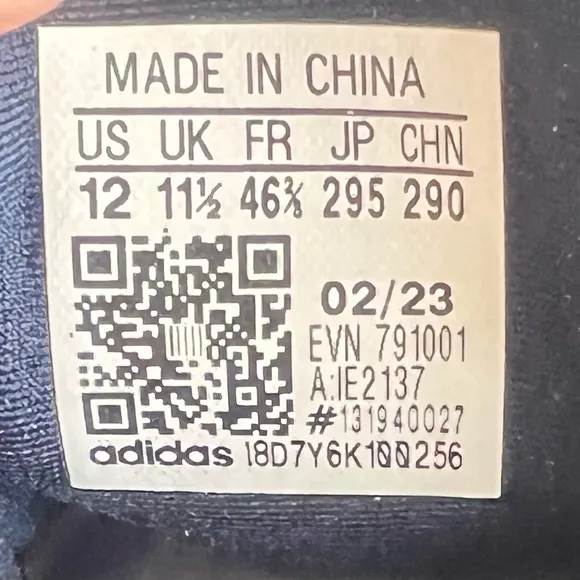 MADE IN CHINA
US UK FR JP CHN
12 11½ 46⅔ 295 290
02/23
EVN 791001
A:IE2137
#131940027
adidas 18D7Y6K100256